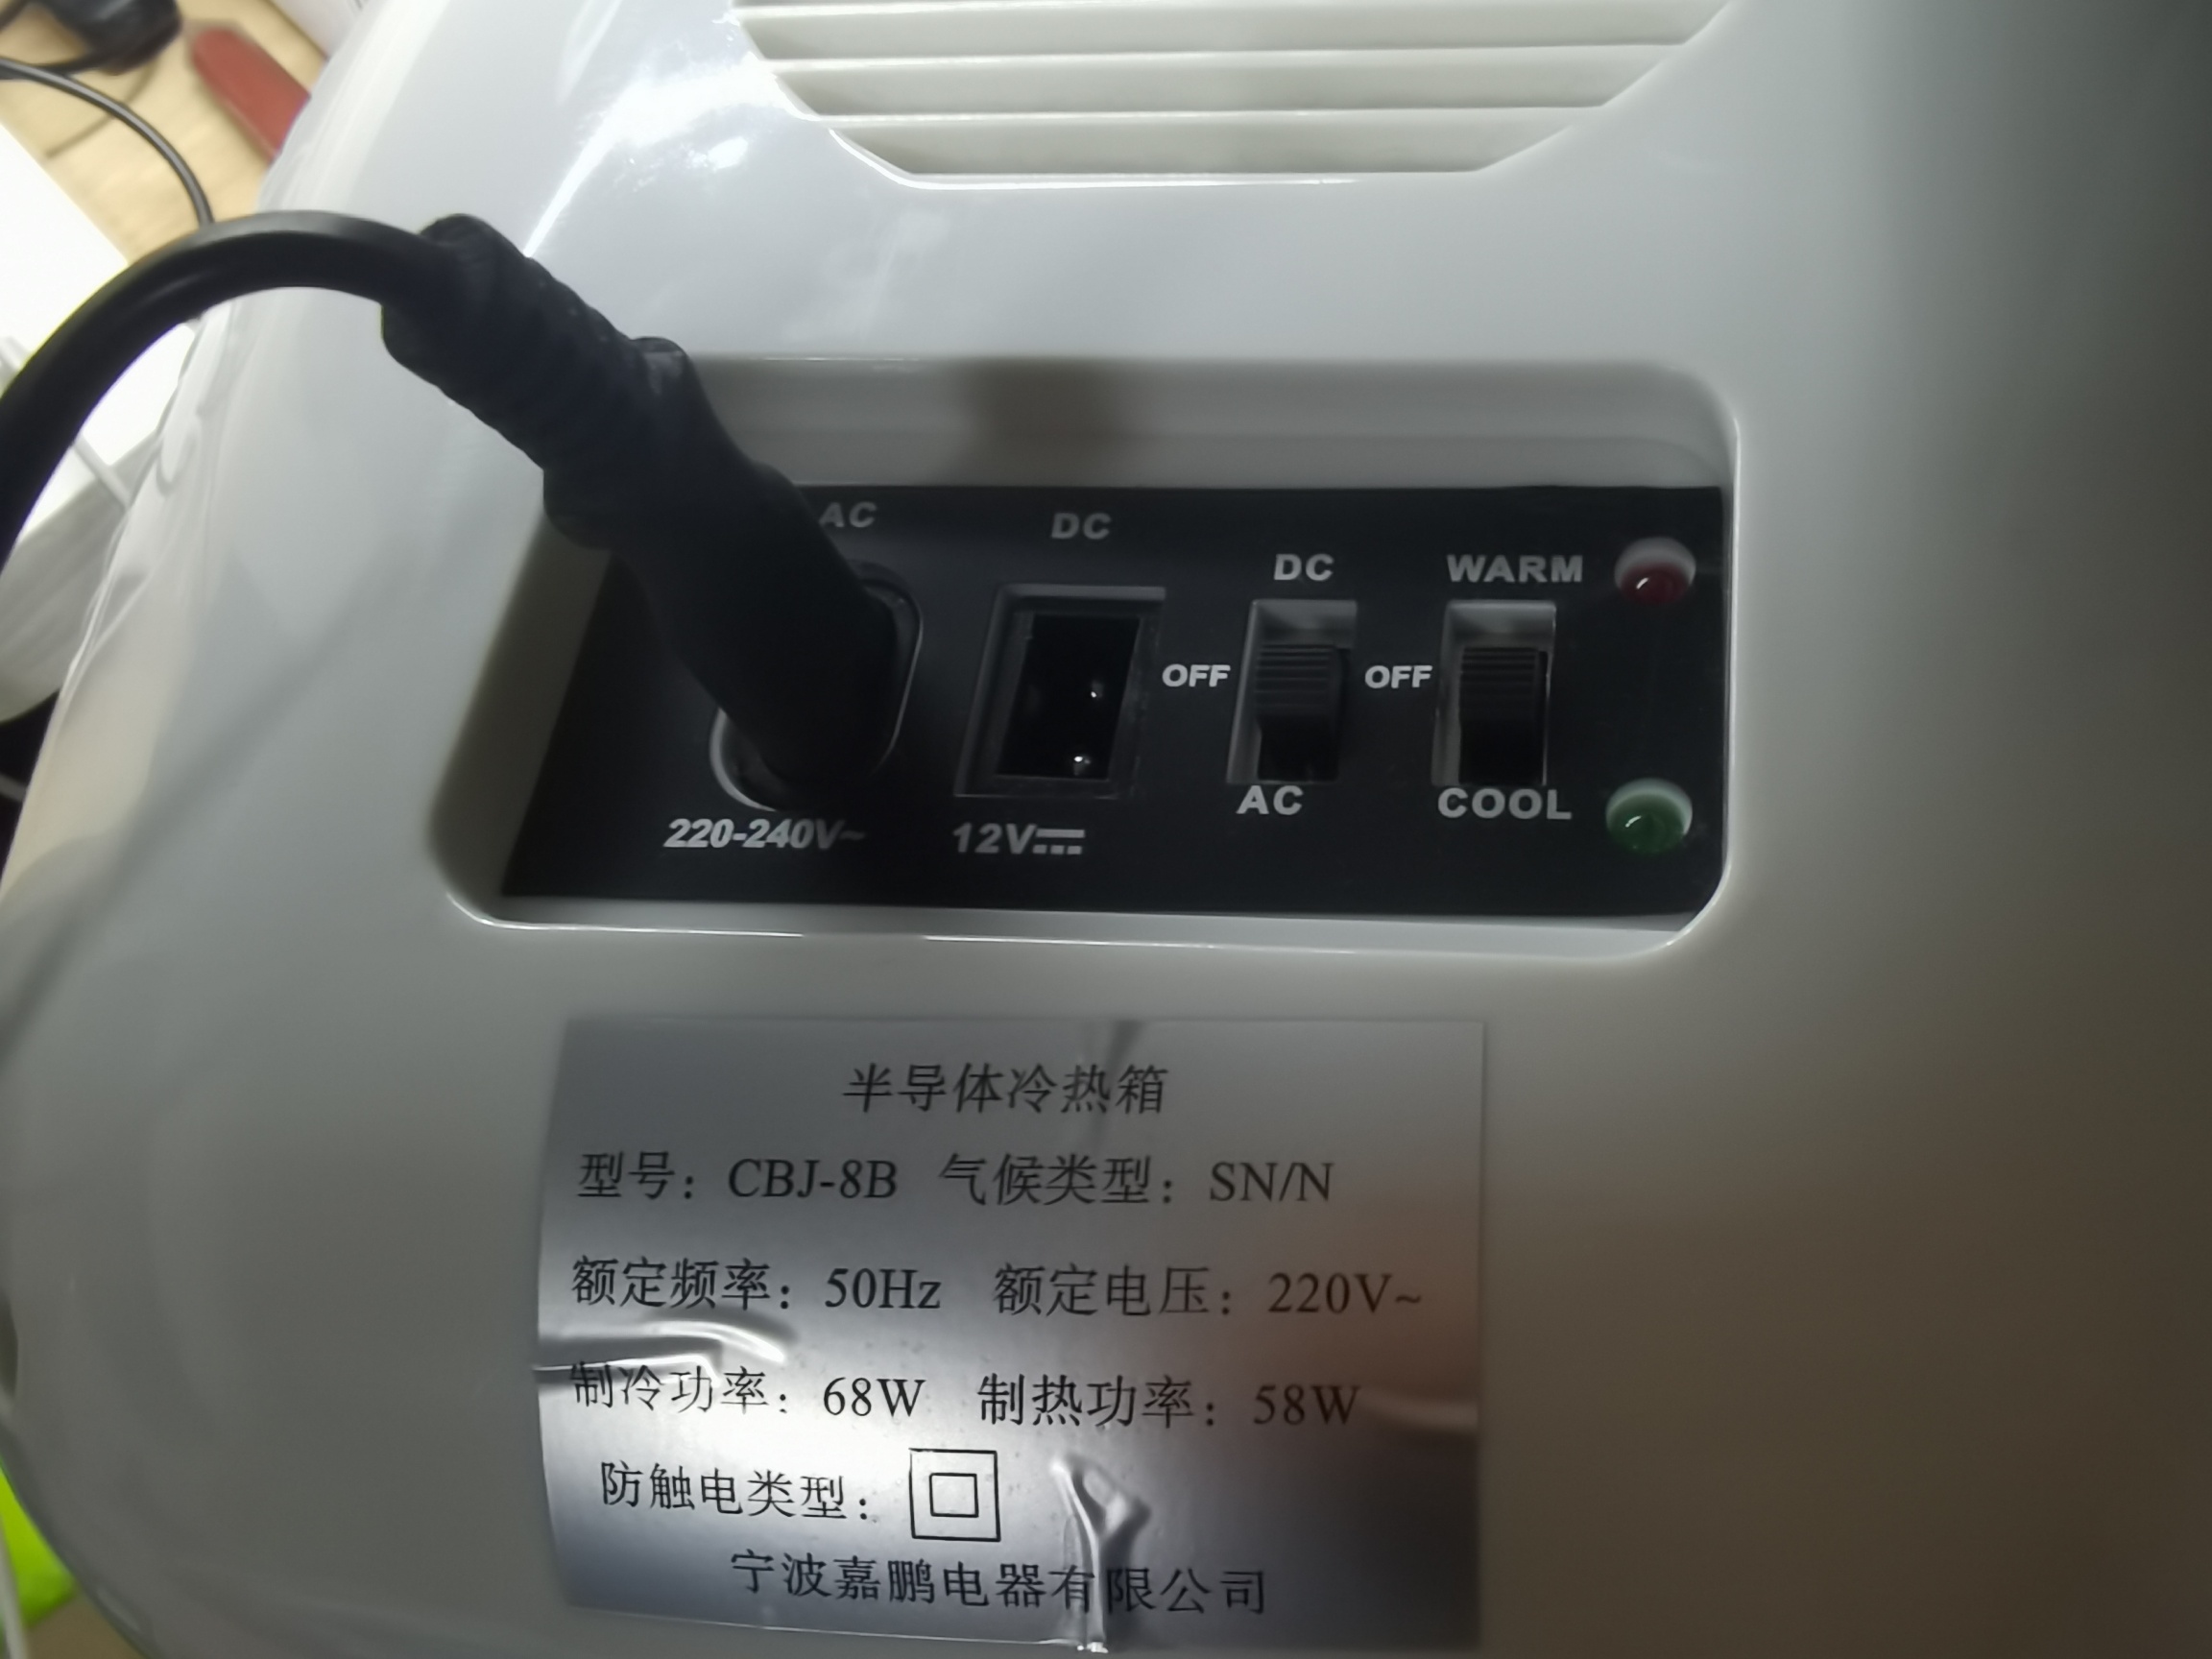 AC DC
DC WARM
OFF OFF
AC COOL
220-240V~ 12V⎓
半导体冷热箱
型号：CBJ-8B 气候类型：SN/N
额定频率：50Hz 额定电压：220V~
制冷功率：68W 制热功率：58W
防触电类型：
宁波嘉鹏电器有限公司